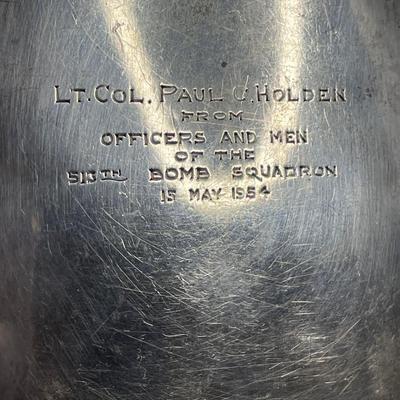 LT. COL. PAUL C. HOLDEN
FROM
OFFICERS AND MEN
OF THE
513TH BOMB SQUADRON
15 MAY 1954